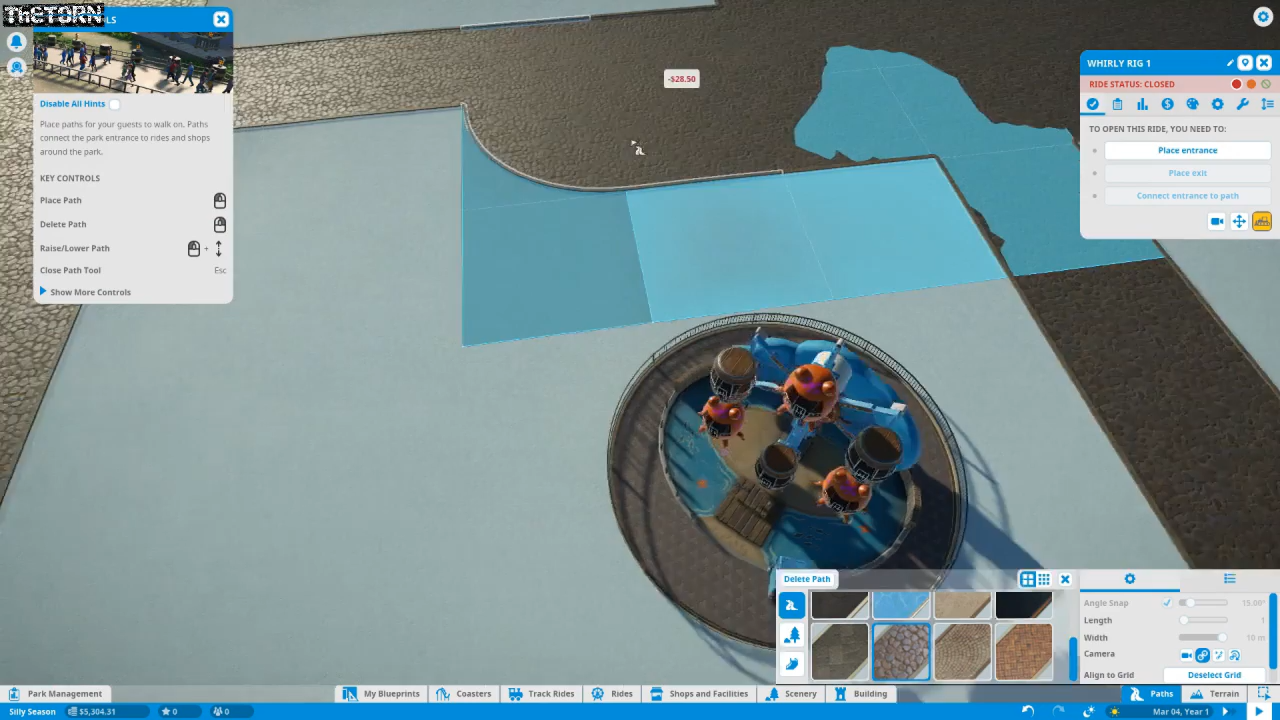 THETORN
LS
Disable All Hints
Place paths for your guests to walk on. Paths
connect the park entrance to rides and shops
around the park.
KEY CONTROLS
Place Path
Delete Path
Raise/Lower Path
+
Close Path Tool Esc
Show More Controls
-$28.50
WHIRLY RIG 1
RIDE STATUS: CLOSED
TO OPEN THIS RIDE, YOU NEED TO:
Place entrance
Place exit
Connect entrance to path
Delete Path
Angle Snap 15.00°
Length 1
Width 10 m
Camera
Align to Grid Deselect Grid
Park Management My Blueprints Coasters Track Rides Rides Shops and Facilities Scenery Building Paths Terrain
Silly Season $5,304.31 0 0 Mar 04, Year 1